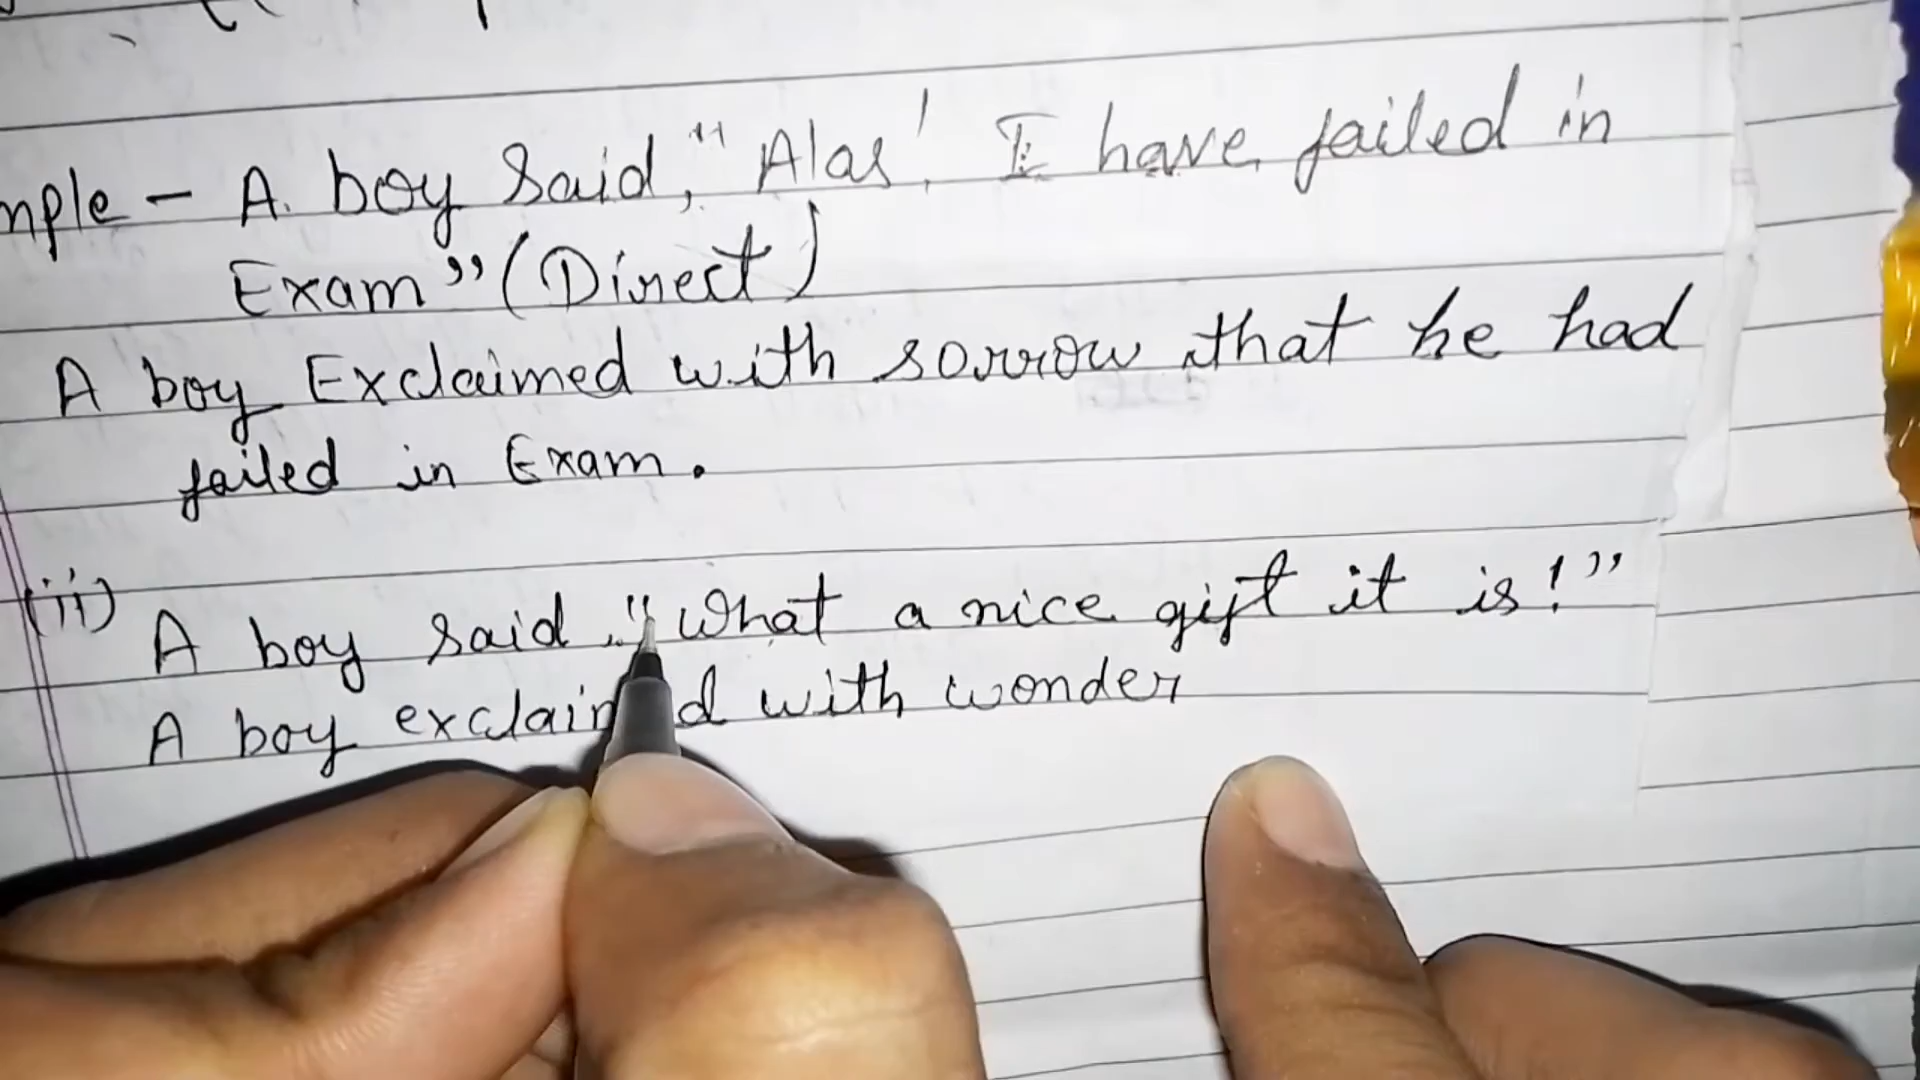 mple - A. boy said, "Alas! I have failed in
Exam" (Direct)
A boy Exclaimed with sorrow that he had
failed in Exam.
(ii) A boy said, "What a nice gift it is!"
A boy exclaimed with wonder